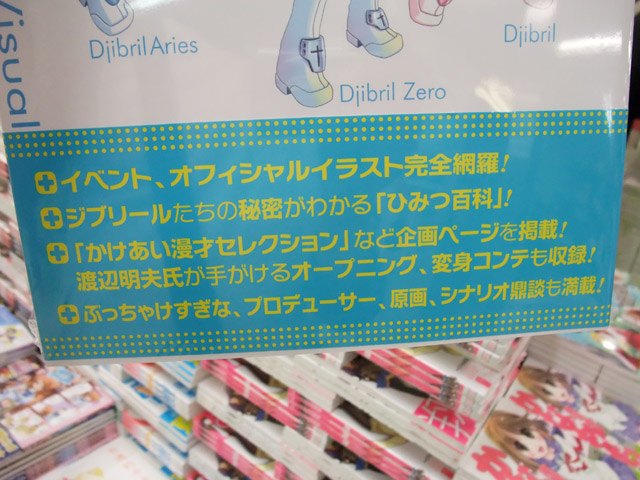 Visual
Djibril Aries
Djibril Zero
Djibril
イベント、オフィシャルイラスト完全網羅!
ジブリールたちの秘密がわかる「ひみつ百科」!
「かけあい漫才セレクション」など企画ページを掲載!
渡辺明夫氏が手がけるオープニング、変身コンテも収録!
ぶっちゃけすぎな、プロデューサー、原画、シナリオ鼎談も満載!